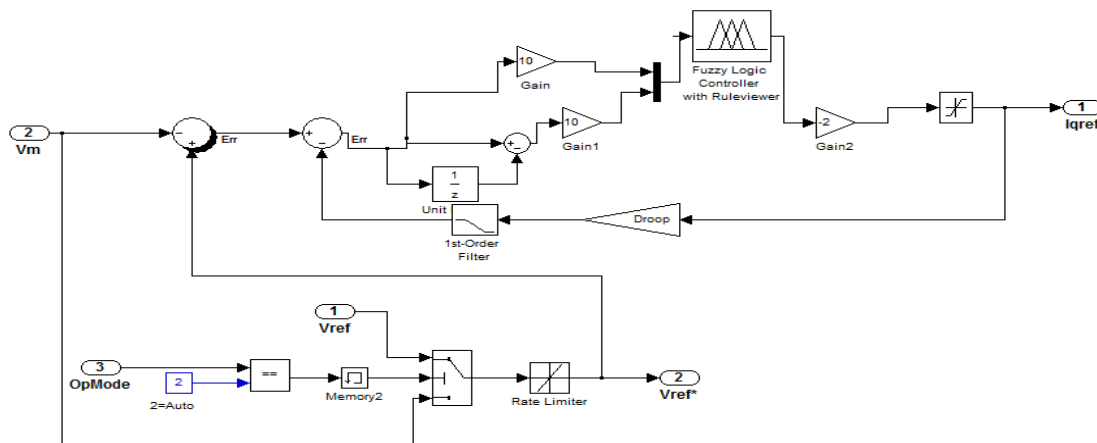 10
Gain
Fuzzy Logic
Controller
with Ruleviewer
2
Vm
Err
Err
10
Gain1
-2
Gain2
1
Iqref
1
z
Unit
1st-Order
Filter
Droop
1
Vref
3
OpMode
2
2=Auto
==
Memory2
Rate Limiter
2
Vref*